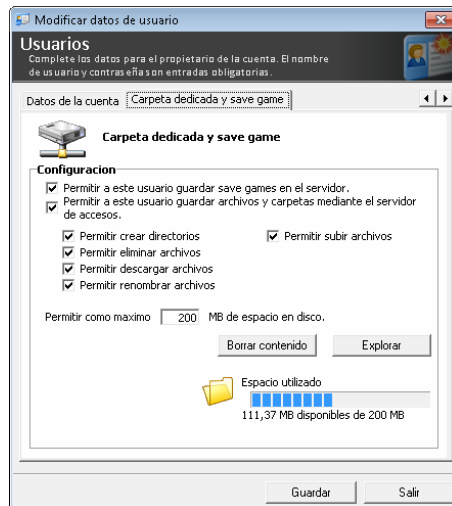 Modificar datos de usuario
Usuarios
Complete los datos para el propietario de la cuenta. El nombre
de usuario y contraseña son entradas obligatorias.
Datos de la cuenta
Carpeta dedicada y save game
Carpeta dedicada y save game
Configuracion
Permitir a este usuario guardar save games en el servidor.
Permitir a este usuario guardar archivos y carpetas mediante el servidor
de accesos.
Permitir crear directorios
Permitir subir archivos
Permitir eliminar archivos
Permitir descargar archivos
Permitir renombrar archivos
Permitir como maximo 200 MB de espacio en disco.
Borrar contenido
Explorar
Espacio utilizado
111,37 MB disponibles de 200 MB
Guardar
Salir